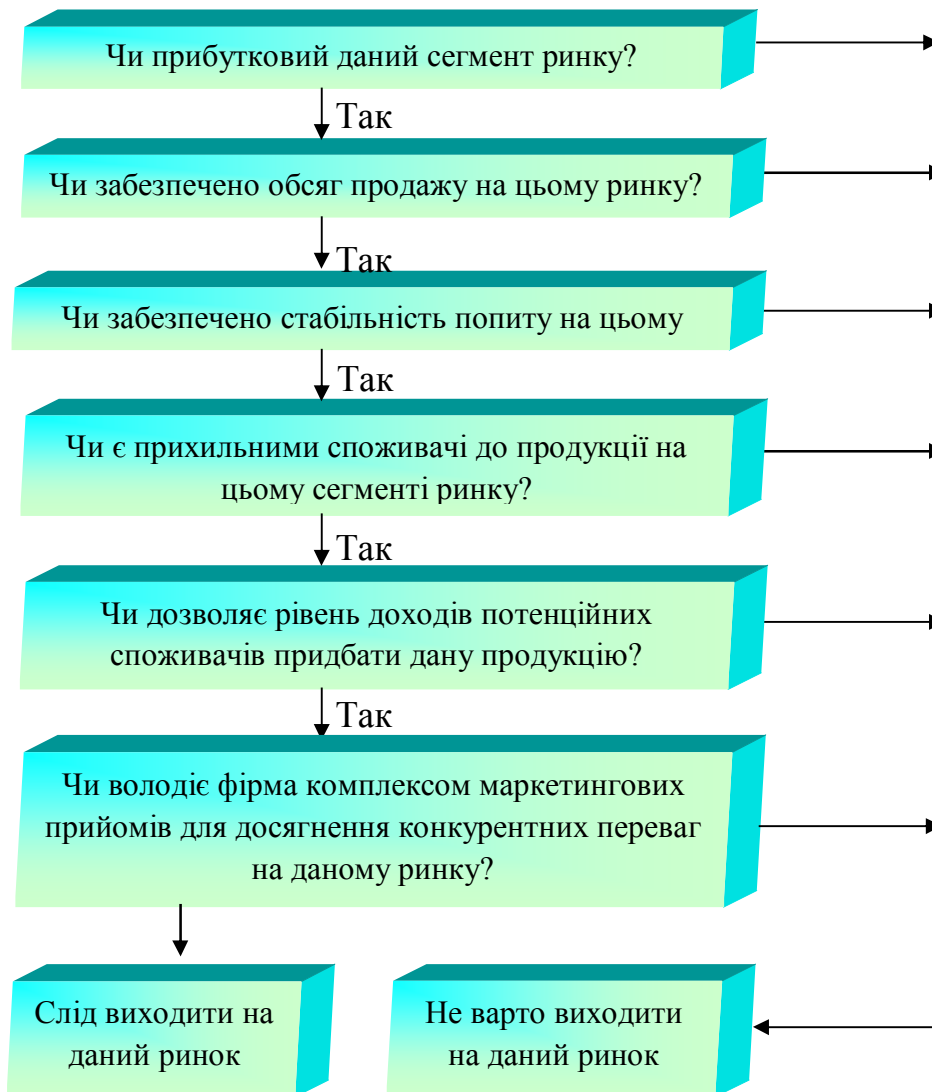 Чи прибутковий даний сегмент ринку?
Так
Чи забезпечено обсяг продажу на цьому ринку?
Так
Чи забезпечено стабільність попиту на цьому
Так
Чи є прихильними споживачі до продукції на
цьому сегменті ринку?
Так
Чи дозволяє рівень доходів потенційних
споживачів придбати дану продукцію?
Так
Чи володіє фірма комплексом маркетингових
прийомів для досягнення конкурентних переваг
на даному ринку?
Слід виходити на
даний ринок
Не варто виходити
на даний ринок